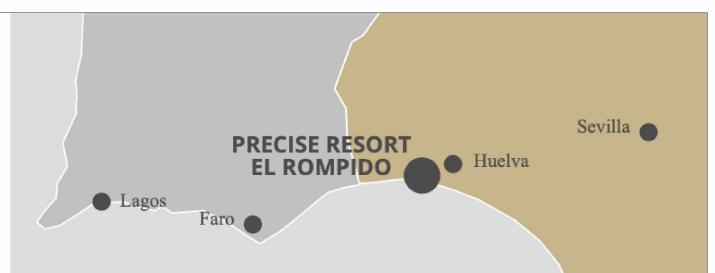 Sevilla
PRECISE RESORT
EL ROMPIDO
Huelva
Lagos
Faro